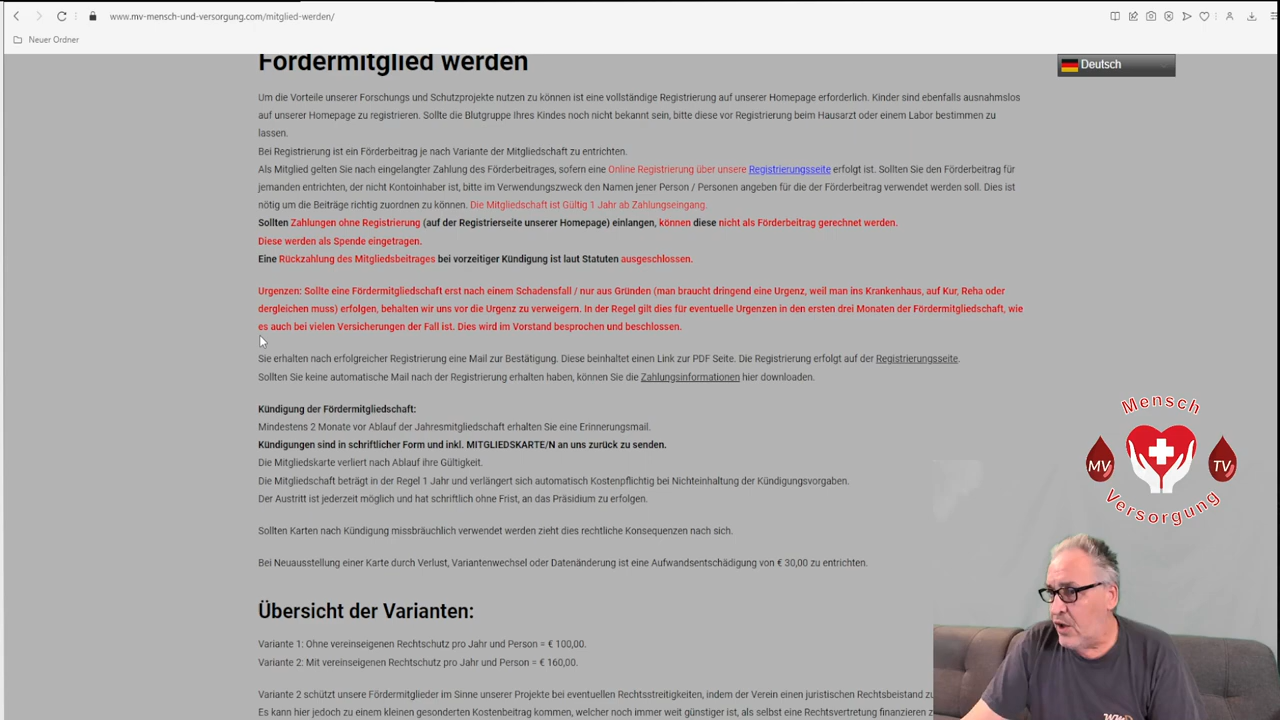 www.mv-mensch-und-versorgung.com/mitglied-werden/
Neuer Ordner
Fördermitglied werden
Deutsch
Um die Vorteile unserer Forschungs und Schutzprojekte nutzen zu können ist eine vollständige Registrierung auf unserer Homepage erforderlich. Kinder sind ebenfalls ausnahmslos
auf unserer Homepage zu registrieren. Sollte die Blutgruppe Ihres Kindes noch nicht bekannt sein, bitte diese vor Registrierung beim Hausarzt oder einem Labor bestimmen zu
lassen.
Bei Registrierung ist ein Förderbeitrag je nach Variante der Mitgliedschaft zu entrichten.
Als Mitglied gelten Sie nach eingelangter Zahlung des Förderbeitrages, sofern eine Online Registrierung über unsere Registrierungsseite erfolgt ist. Sollten Sie den Förderbeitrag für
jemanden entrichten, der nicht Kontoinhaber ist, bitte im Verwendungszweck den Namen jener Person / Personen angeben für die der Förderbeitrag verwendet werden soll. Dies ist
nötig um die Beiträge richtig zuordnen zu können. Die Mitgliedschaft ist Gültig 1 Jahr ab Zahlungseingang.
Sollten Zahlungen ohne Registrierung (auf der Registrierseite unserer Homepage) einlangen, können diese nicht als Förderbeitrag gerechnet werden.
Diese werden als Spende eingetragen.
Eine Rückzahlung des Mitgliedsbeitrages bei vorzeitiger Kündigung ist laut Statuten ausgeschlossen.
Urgenzen: Sollte eine Fördermitgliedschaft erst nach einem Schadensfall / nur aus Gründen (man braucht dringend eine Urgenz, weil man ins Krankenhaus, auf Kur, Reha oder
dergleichen muss) erfolgen, behalten wir uns vor die Urgenz zu verweigern. In der Regel gilt dies für eventuelle Urgenzen in den ersten drei Monaten der Fördermitgliedschaft, wie
es auch bei vielen Versicherungen der Fall ist. Dies wird im Vorstand besprochen und beschlossen.
Sie erhalten nach erfolgreicher Registrierung eine Mail zur Bestätigung. Diese beinhaltet einen Link zur PDF Seite. Die Registrierung erfolgt auf der Registrierungsseite.
Sollten Sie keine automatische Mail nach der Registrierung erhalten haben, können Sie die Zahlungsinformationen hier downloaden.
Kündigung der Fördermitgliedschaft:
Mindestens 2 Monate vor Ablauf der Jahresmitgliedschaft erhalten Sie eine Erinnerungsmail.
Kündigungen sind in schriftlicher Form und inkl. MITGLIEDSKARTE/N an uns zurück zu senden.
Die Mitgliedskarte verliert nach Ablauf ihre Gültigkeit.
Die Mitgliedschaft beträgt in der Regel 1 Jahr und verlängert sich automatisch Kostenpflichtig bei Nichteinhaltung der Kündigungsvorgaben.
Der Austritt ist jederzeit möglich und hat schriftlich ohne Frist, an das Präsidium zu erfolgen.
Sollten Karten nach Kündigung missbräuchlich verwendet werden zieht dies rechtliche Konsequenzen nach sich.
Bei Neuausstellung einer Karte durch Verlust, Variantenwechsel oder Datenänderung ist eine Aufwandsentschädigung von € 30,00 zu entrichten.
Übersicht der Varianten:
Variante 1: Ohne vereinseigenen Rechtschutz pro Jahr und Person = € 100,00.
Variante 2: Mit vereinseigenen Rechtschutz pro Jahr und Person = € 160,00.
Variante 2 schützt unsere Fördermitglieder im Sinne unserer Projekte bei eventuellen Rechtsstreitigkeiten, indem der Verein einen juristischen Rechtsbeistand zu
Es kann hier jedoch zu einem kleinen gesonderten Kostenbeitrag kommen, welcher noch immer weit günstiger ist, als selbst eine Rechtsvertretung finanzieren z
Mensch
MV
TV
Versorgung